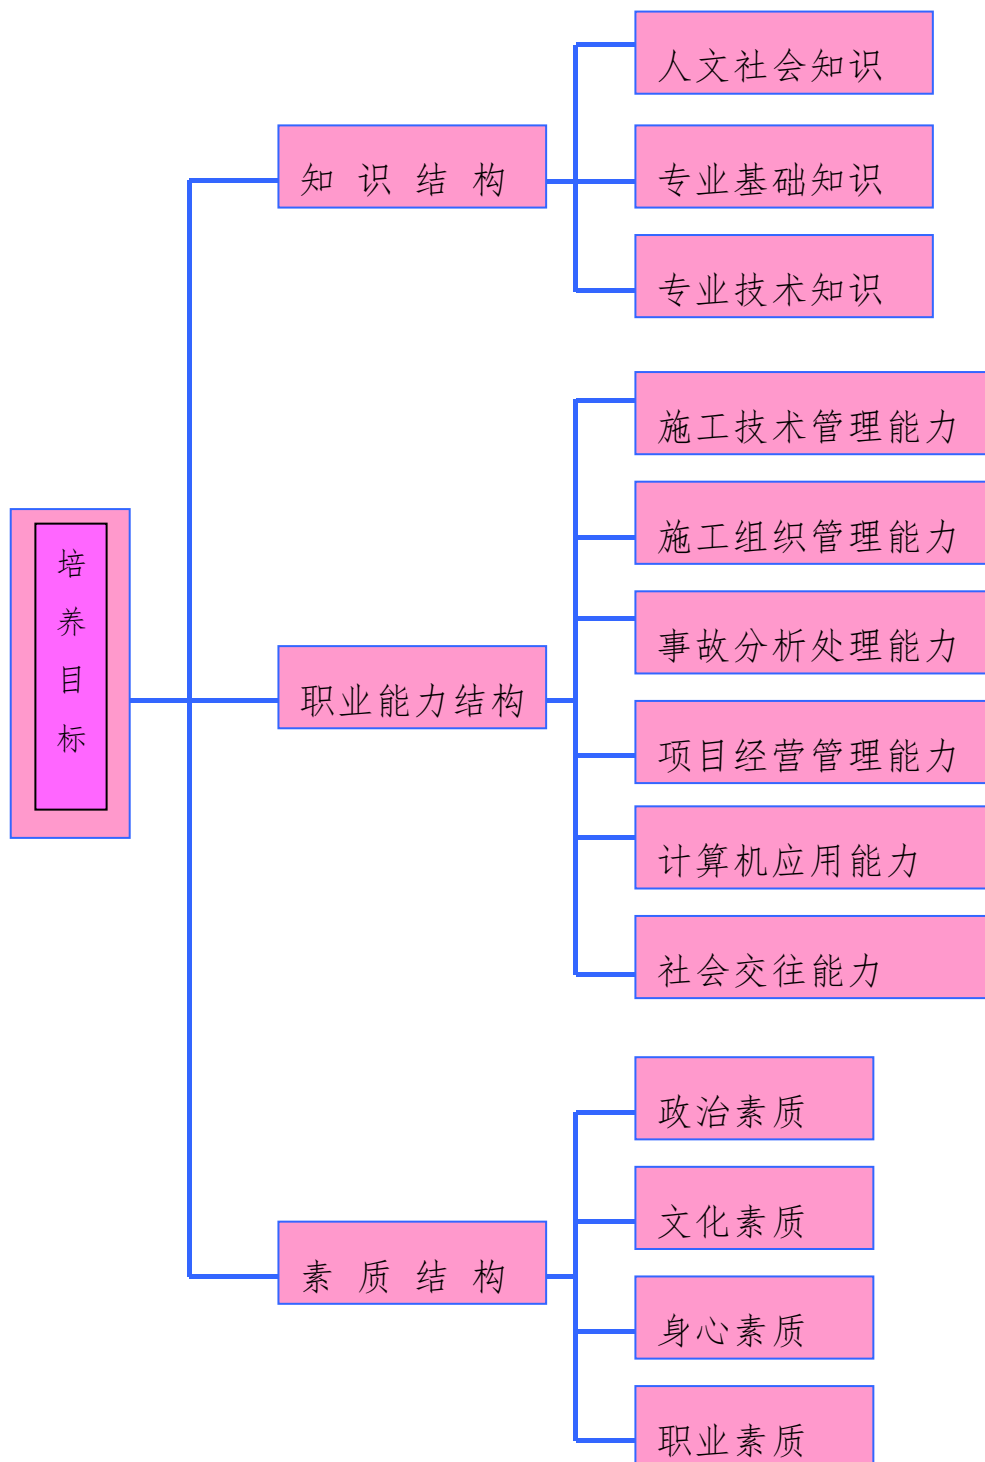 培
养
目
标
知 识 结 构
人文社会知识
专业基础知识
专业技术知识
职业能力结构
施工技术管理能力
施工组织管理能力
事故分析处理能力
项目经营管理能力
计算机应用能力
社会交往能力
素 质 结 构
政治素质
文化素质
身心素质
职业素质